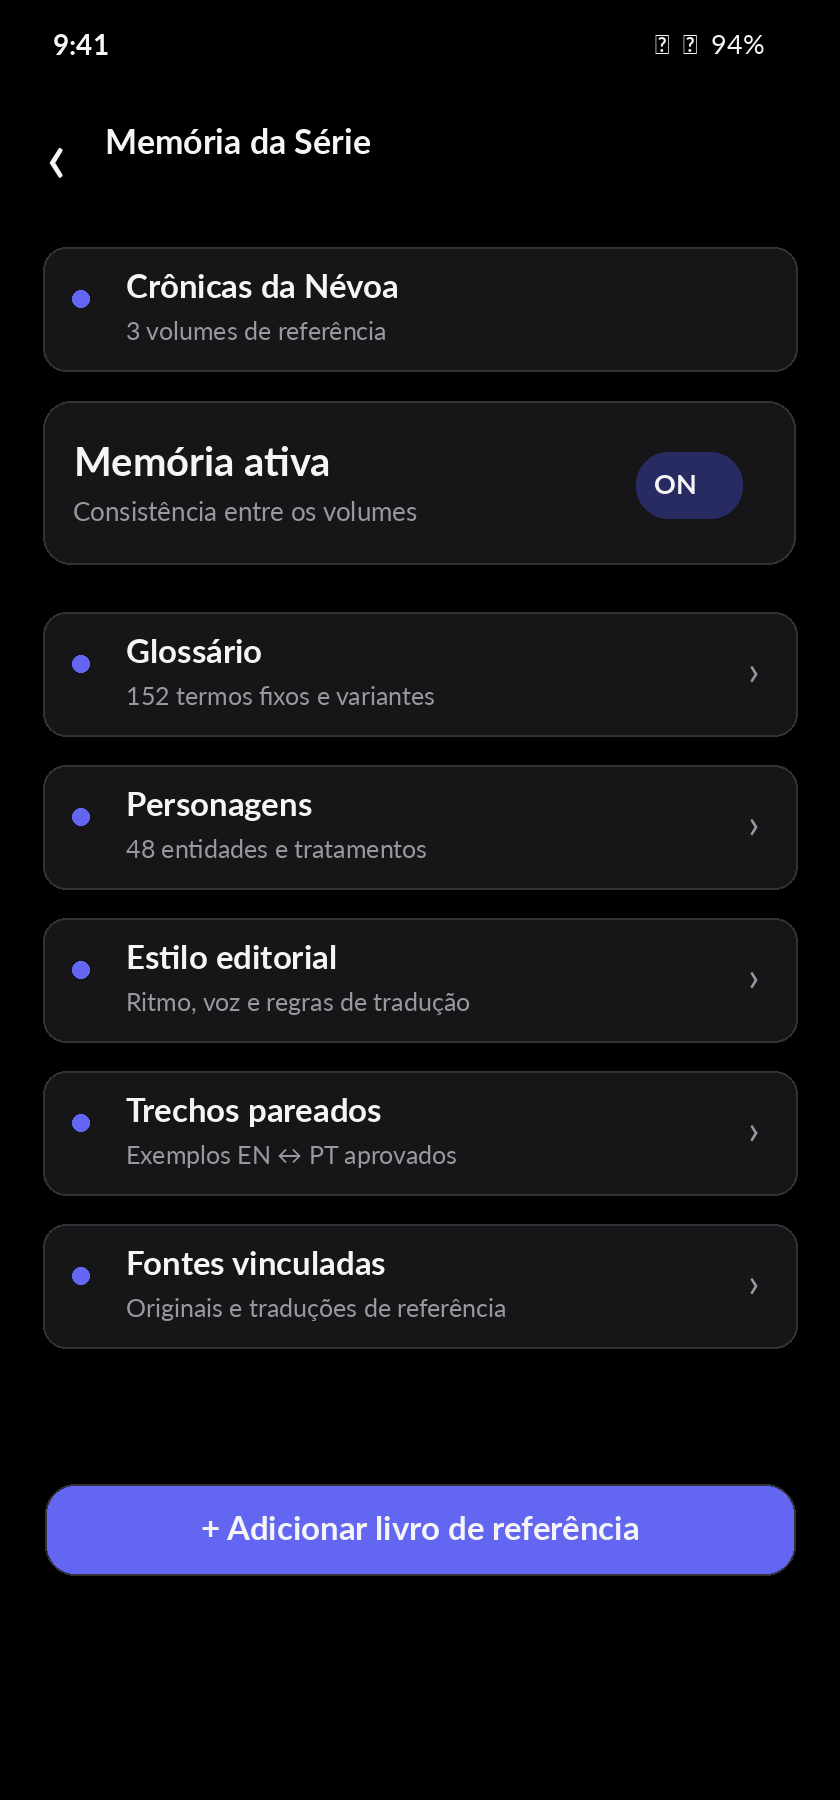 9:41 94%
‹ Memória da Série
Crônicas da Névoa
3 volumes de referência
Memória ativa
Consistência entre os volumes
ON
Glossário
152 termos fixos e variantes
›
Personagens
48 entidades e tratamentos
›
Estilo editorial
Ritmo, voz e regras de tradução
›
Trechos pareados
Exemplos EN ↔ PT aprovados
›
Fontes vinculadas
Originais e traduções de referência
›
+ Adicionar livro de referência